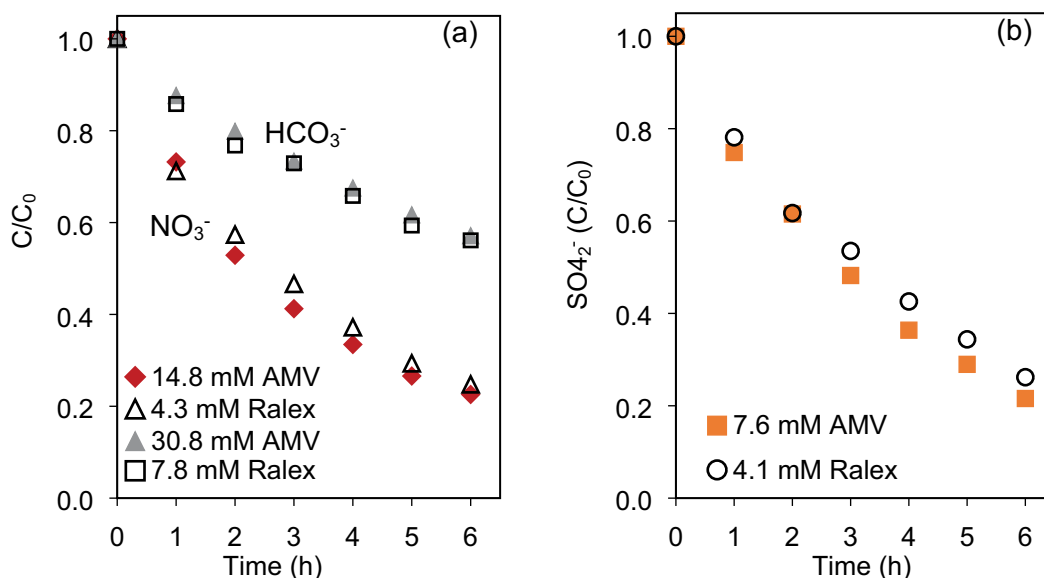 (a)
1.0
0.8
0.6
0.4
0.2
0.0
C/C₀
HCO₃⁻
NO₃⁻
14.8 mM AMV
4.3 mM Ralex
30.8 mM AMV
7.8 mM Ralex
0 1 2 3 4 5 6
Time (h)
(b)
1.0
0.8
0.6
0.4
0.2
0.0
SO4₂⁻ (C/C₀)
7.6 mM AMV
4.1 mM Ralex
0 1 2 3 4 5 6
Time (h)